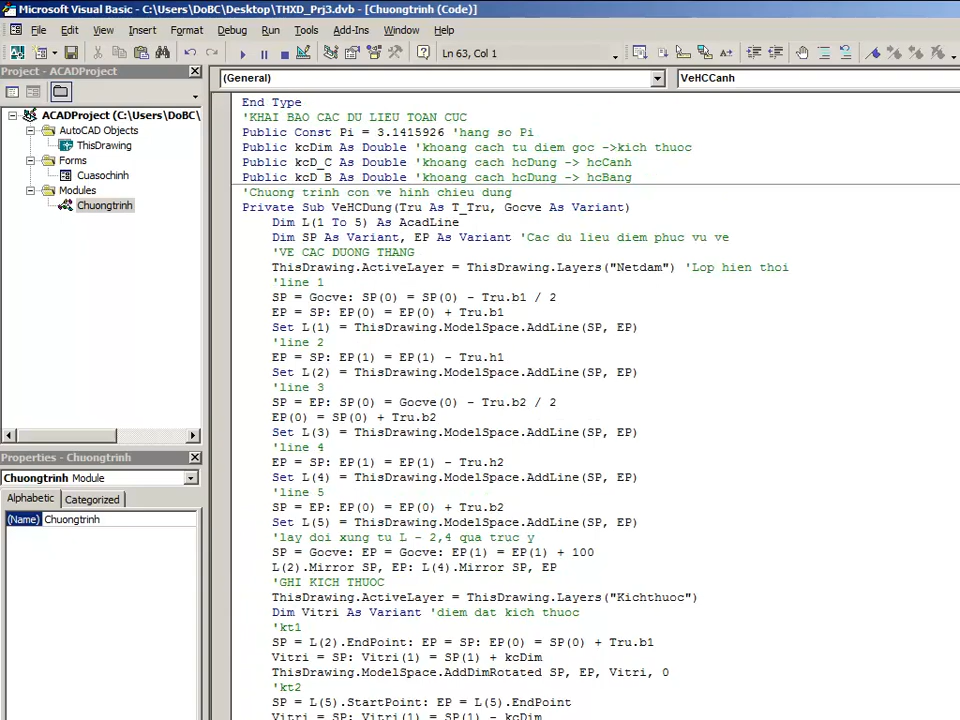 Microsoft Visual Basic - C:\Users\DoBC\Desktop\THXD_Prj3.dvb - [Chuongtrinh (Code)]
File Edit View Insert Format Debug Run Tools Add-Ins Window Help
Ln 63, Col 1
Project - ACADProject
(General)
VeHCCanh
ACADProject (C:\Users\DoBC\
AutoCAD Objects
ThisDrawing
Forms
Cuasochinh
Modules
Chuongtrinh
Properties - Chuongtrinh
Chuongtrinh Module
Alphabetic Categorized
(Name) Chuongtrinh
End Type
'KHAI BAO CAC DU LIEU TOAN CUC
Public Const Pi = 3.1415926 'hang so Pi
Public kcDim As Double 'khoang cach tu diem goc ->kich thuoc
Public kcD_C As Double 'khoang cach hcDung -> hcCanh
Public kcD_B As Double 'khoang cach hcDung -> hcBang
'Chuong trinh con ve hinh chieu dung
Private Sub VeHCDung(Tru As T_Tru, Gocve As Variant)
Dim L(1 To 5) As AcadLine
Dim SP As Variant, EP As Variant 'Cac du lieu diem phuc vu ve
'VE CAC DUONG THANG
ThisDrawing.ActiveLayer = ThisDrawing.Layers("Netdam") 'Lop hien thoi
'line 1
SP = Gocve: SP(0) = SP(0) - Tru.b1 / 2
EP = SP: EP(0) = EP(0) + Tru.b1
Set L(1) = ThisDrawing.ModelSpace.AddLine(SP, EP)
'line 2
EP = SP: EP(1) = EP(1) - Tru.h1
Set L(2) = ThisDrawing.ModelSpace.AddLine(SP, EP)
'line 3
SP = EP: SP(0) = Gocve(0) - Tru.b2 / 2
EP(0) = SP(0) + Tru.b2
Set L(3) = ThisDrawing.ModelSpace.AddLine(SP, EP)
'line 4
EP = SP: EP(1) = EP(1) - Tru.h2
Set L(4) = ThisDrawing.ModelSpace.AddLine(SP, EP)
'line 5
SP = EP: EP(0) = EP(0) + Tru.b2
Set L(5) = ThisDrawing.ModelSpace.AddLine(SP, EP)
'lay doi xung tu L - 2,4 qua truc y
SP = Gocve: EP = Gocve: EP(1) = EP(1) + 100
L(2).Mirror SP, EP: L(4).Mirror SP, EP
'GHI KICH THUOC
ThisDrawing.ActiveLayer = ThisDrawing.Layers("Kichthuoc")
Dim Vitri As Variant 'diem dat kich thuoc
'kt1
SP = L(2).EndPoint: EP = SP: EP(0) = SP(0) + Tru.b1
Vitri = SP: Vitri(1) = SP(1) + kcDim
ThisDrawing.ModelSpace.AddDimRotated SP, EP, Vitri, 0
'kt2
SP = L(5).StartPoint: EP = L(5).EndPoint
Vitri = SP: Vitri(1) = SP(1) - kcDim